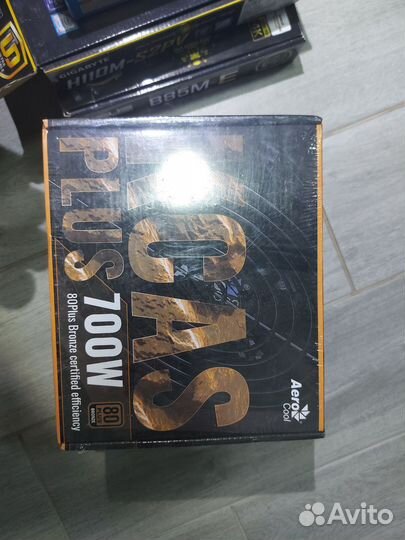 GIGABYTE
H110M-S2PV
B85M-E
KCAS
PLUS 700W
80Plus Bronze certified efficiency
80
PLUS
BRONZE
Aero
Cool
Avito